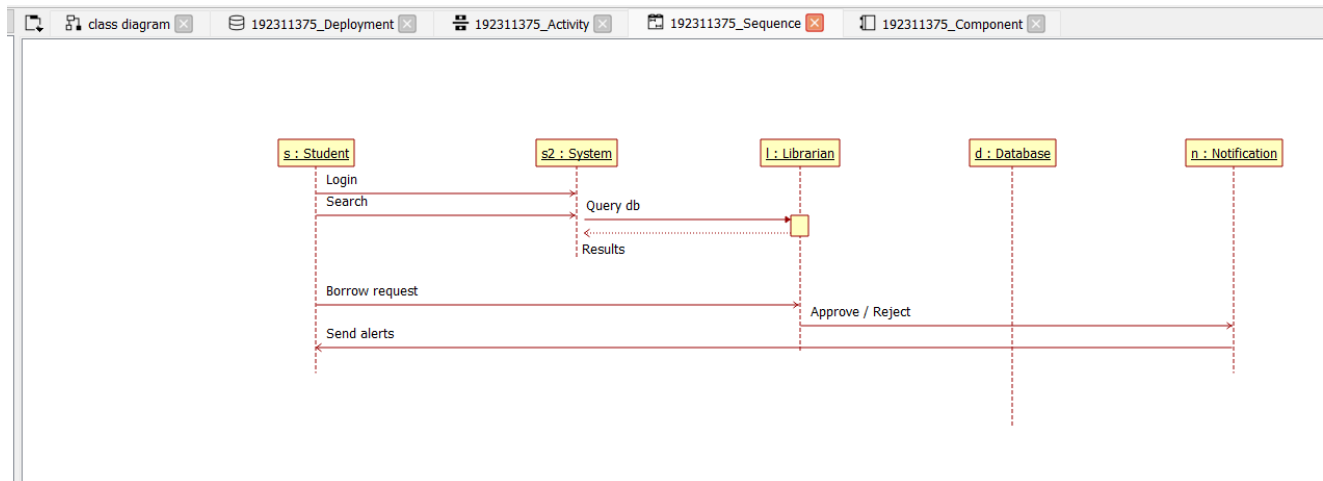 class diagram
192311375_Deployment
192311375_Activity
192311375_Sequence
192311375_Component
s : Student
s2 : System
l : Librarian
d : Database
n : Notification
Login
Search
Query db
Results
Borrow request
Approve / Reject
Send alerts